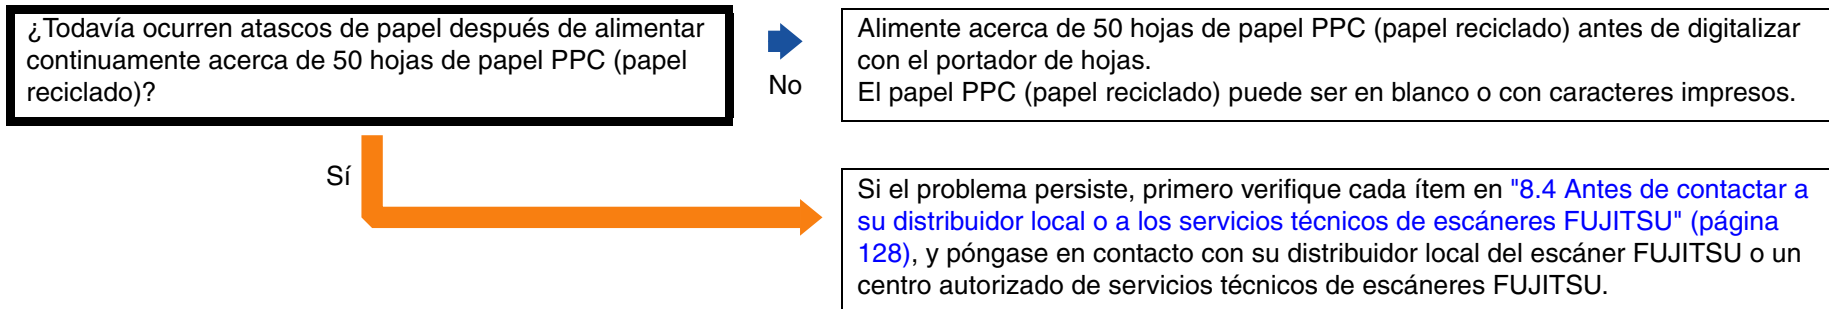 ¿Todavía ocurren atascos de papel después de alimentar
continuamente acerca de 50 hojas de papel PPC (papel
reciclado)?
No
Alimente acerca de 50 hojas de papel PPC (papel reciclado) antes de digitalizar
con el portador de hojas.
El papel PPC (papel reciclado) puede ser en blanco o con caracteres impresos.
Sí
Si el problema persiste, primero verifique cada ítem en "8.4 Antes de contactar a
su distribuidor local o a los servicios técnicos de escáneres FUJITSU" (página
128), y póngase en contacto con su distribuidor local del escáner FUJITSU o un
centro autorizado de servicios técnicos de escáneres FUJITSU.